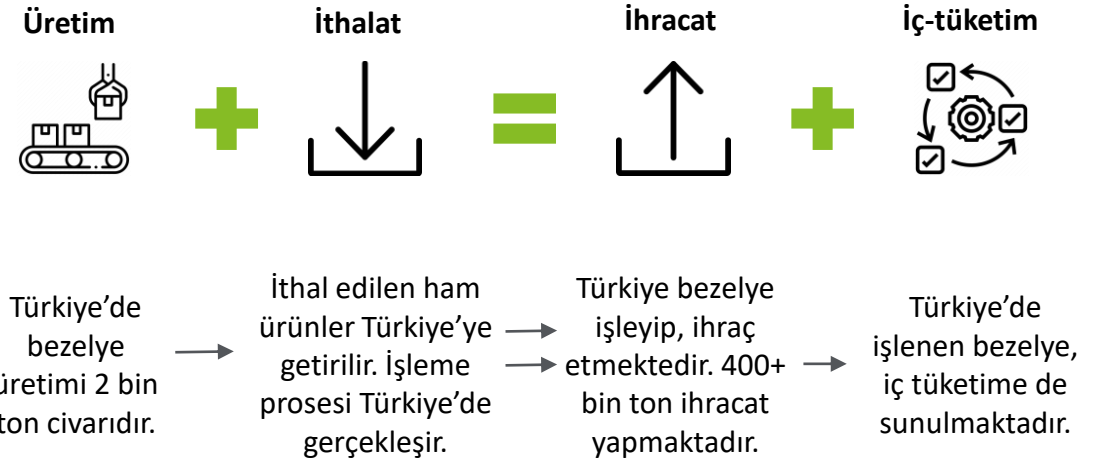 Üretim
İthalat
İhracat
İç-tüketim
Türkiye’de
bezelye
üretimi 2 bin
ton civarıdır.
İthal edilen ham
ürünler Türkiye’ye
getirilir. İşleme
prosesi Türkiye’de
gerçekleşir.
Türkiye bezelye
işleyip, ihraç
etmektedir. 400+
bin ton ihracat
yapmaktadır.
Türkiye’de
işlenen bezelye,
iç tüketime de
sunulmaktadır.